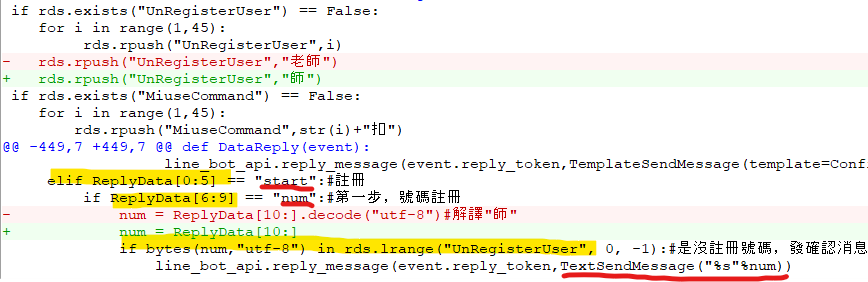 if rds.exists("UnRegisterUser") == False:
for i in range(1,45):
rds.rpush("UnRegisterUser",i)
- rds.rpush("UnRegisterUser","老師")
+ rds.rpush("UnRegisterUser","師")
if rds.exists("MiuseCommand") == False:
for i in range(1,45):
rds.rpush("MiuseCommand",str(i)+"扣")
@@ -449,7 +449,7 @@ def DataReply(event):
line_bot_api.reply_message(event.reply_token,TemplateSendMessage(template=Conf
elif ReplyData[0:5] == "start":#註冊
if ReplyData[6:9] == "num":#第一步，號碼註冊
- num = ReplyData[10:].decode("utf-8")#解譯"師"
+ num = ReplyData[10:]
if bytes(num,"utf-8") in rds.lrange("UnRegisterUser", 0, -1):#是沒註冊號碼，發確認消息
line_bot_api.reply_message(event.reply_token,TextSendMessage("%s"%num))